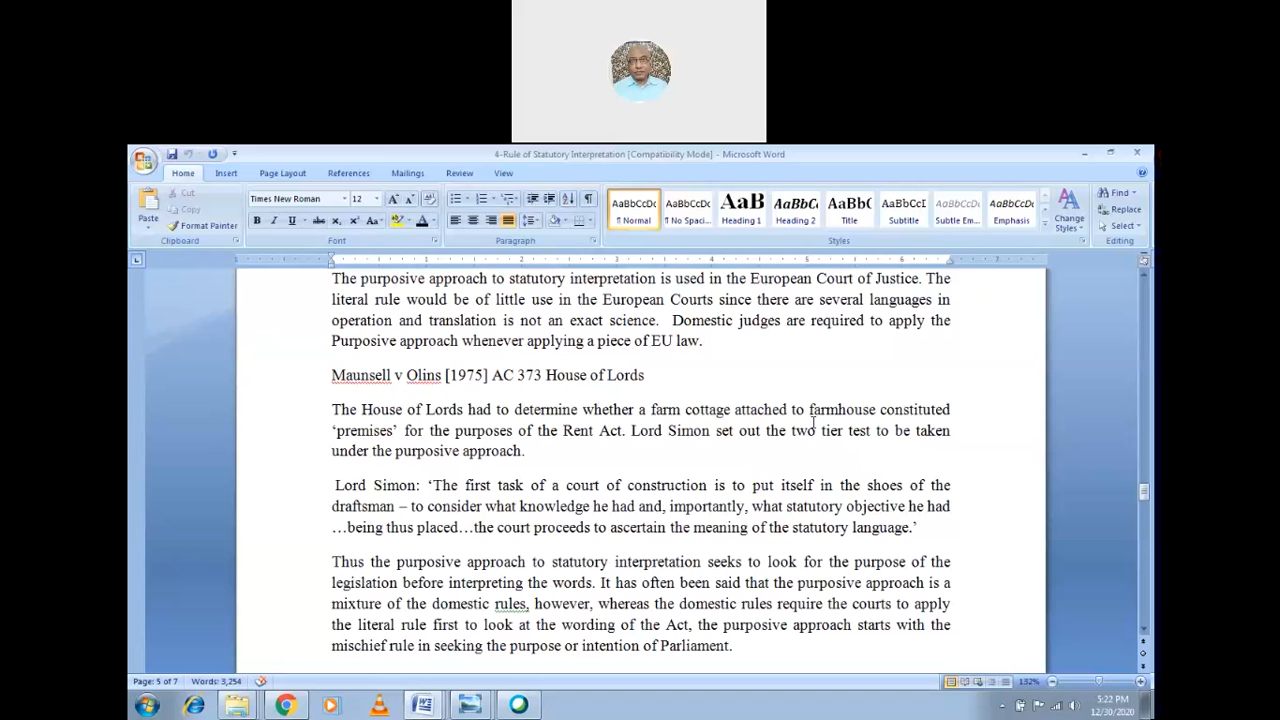 4-Rule of Statutory Interpretation [Compatibility Mode] - Microsoft Word
Home Insert Page Layout References Mailings Review View
Cut
Copy
Format Painter
Paste
Clipboard
Times New Roman 12
Font
Paragraph
AaBbCcDc AaBbCcDc AaB AaBbC AaBb( AaBbCc AaBbCcD AaBbCcDc
¶ Normal ¶ No Spaci... Heading 1 Heading 2 Title Subtitle Subtle Em... Emphasis
Change Styles
Styles
Find
Replace
Select
Editing
The purposive approach to statutory interpretation is used in the European Court of Justice. The
literal rule would be of little use in the European Courts since there are several languages in
operation and translation is not an exact science. Domestic judges are required to apply the
Purposive approach whenever applying a piece of EU law.
Maunsell v Olins [1975] AC 373 House of Lords
The House of Lords had to determine whether a farm cottage attached to farmhouse constituted
‘premises’ for the purposes of the Rent Act. Lord Simon set out the two tier test to be taken
under the purposive approach.
Lord Simon: ‘The first task of a court of construction is to put itself in the shoes of the
draftsman – to consider what knowledge he had and, importantly, what statutory objective he had
…being thus placed…the court proceeds to ascertain the meaning of the statutory language.’
Thus the purposive approach to statutory interpretation seeks to look for the purpose of the
legislation before interpreting the words. It has often been said that the purposive approach is a
mixture of the domestic rules, however, whereas the domestic rules require the courts to apply
the literal rule first to look at the wording of the Act, the purposive approach starts with the
mischief rule in seeking the purpose or intention of Parliament.
Page: 5 of 7 Words: 3,254 132%
5:22 PM
12/30/2020